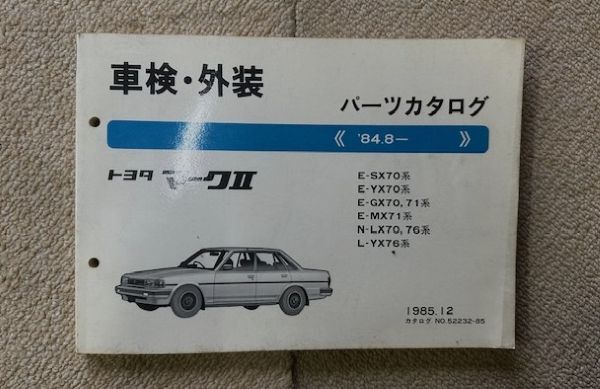 車検・外装
パーツカタログ
《 '84.8― 》
トヨタ マークII
E-SX70系
E-YX70系
E-GX70,71系
E-MX71系
N-LX70,76系
L-YX76系
1985.12
カタログ NO.52232-85